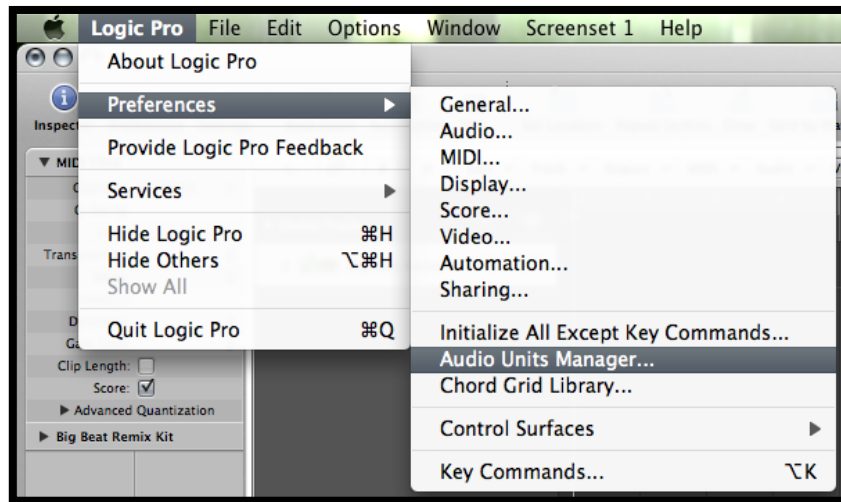 Logic Pro File Edit Options Window Screenset 1 Help
About Logic Pro
Preferences
Provide Logic Pro Feedback
Services
Hide Logic Pro ⌘H
Hide Others ⌥⌘H
Show All
Quit Logic Pro ⌘Q
General...
Audio...
MIDI...
Display...
Score...
Video...
Automation...
Sharing...
Initialize All Except Key Commands...
Audio Units Manager...
Chord Grid Library...
Control Surfaces
Key Commands... ⌥K
Clip Length:
Score:
Advanced Quantization
Big Beat Remix Kit